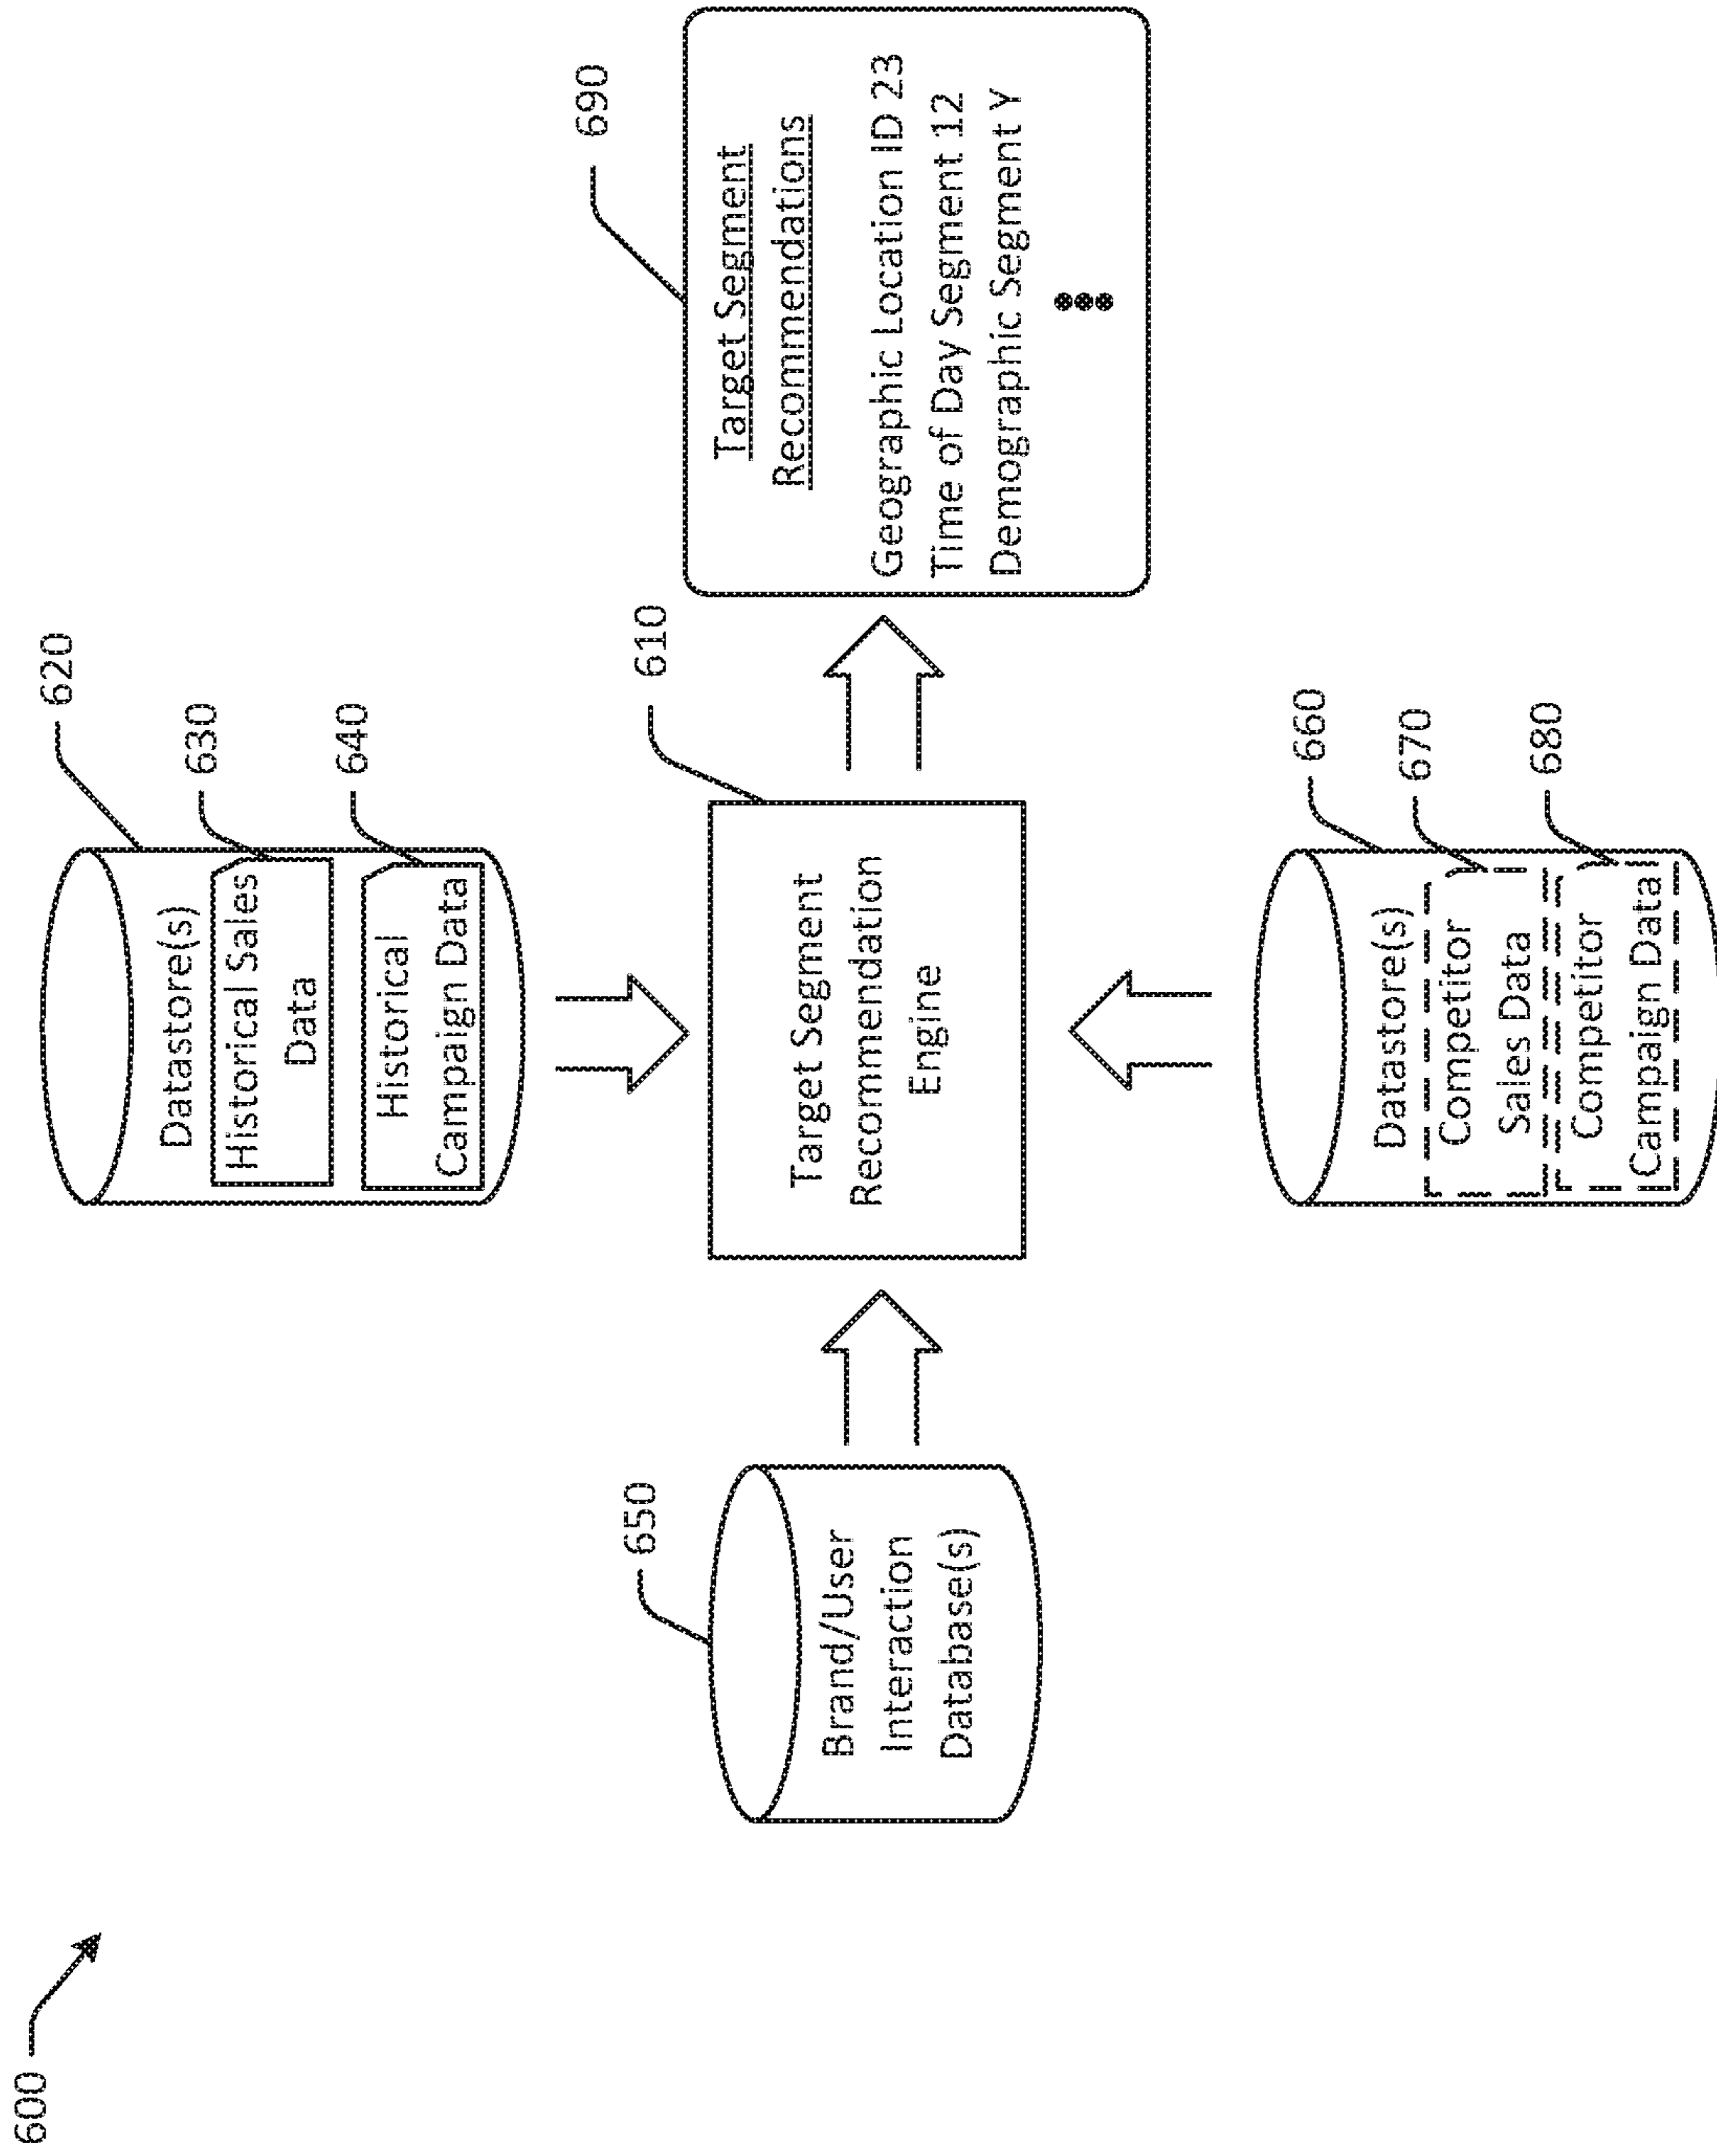 600
620
Datastore(s)
Historical Sales
Data
630
Historical
Campaign Data
640
650
Brand/User
Interaction
Database(s)
610
Target Segment
Recommendation
Engine
690
Target Segment
Recommendations
Geographic Location ID 23
Time of Day Segment 12
Demographic Segment Y
660
Datastore(s)
Competitor
Sales Data
670
Competitor
Campaign Data
680